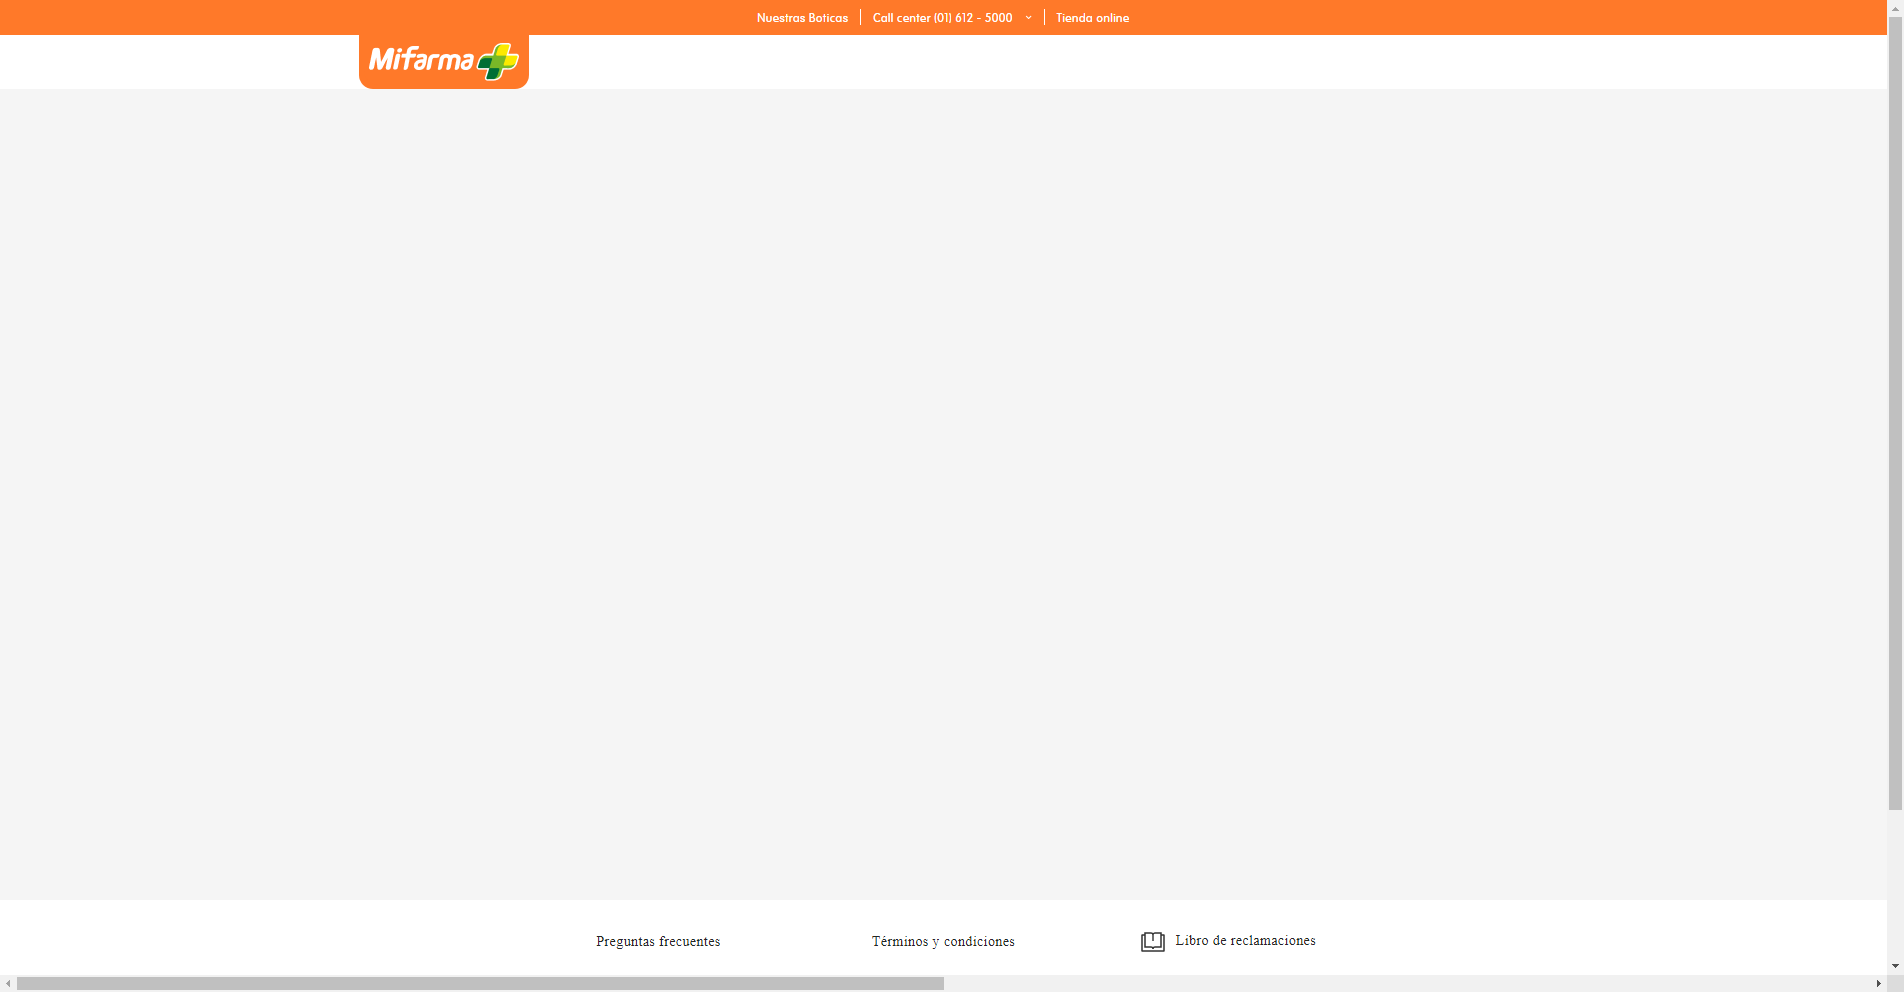 Nuestras Boticas
Call center (01) 612 - 5000
Tienda online
Mifarma
Preguntas frecuentes
Términos y condiciones
Libro de reclamaciones